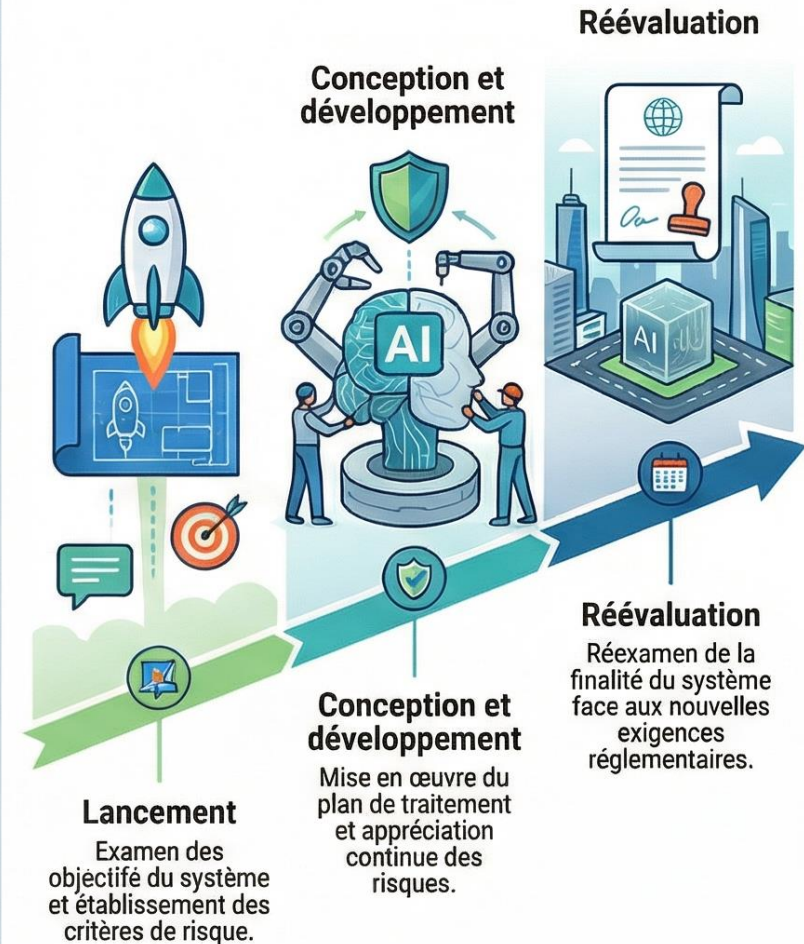 Réévaluation
Conception et
développement
AI
AI
Réévaluation
Réexamen de la
finalité du système
face aux nouvelles
exigences
réglementaires.
Conception et
développement
Mise en œuvre du
plan de traitement
et appréciation
continue des
risques.
Lancement
Examen des
objectifé du système
et établissement des
critères de risque.